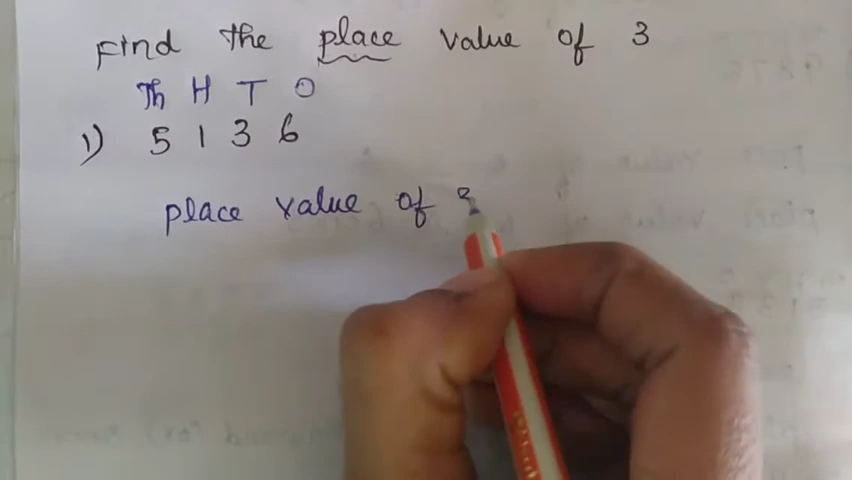 Find the place value of 3
Th H T O
1) 5 1 3 6
place value of